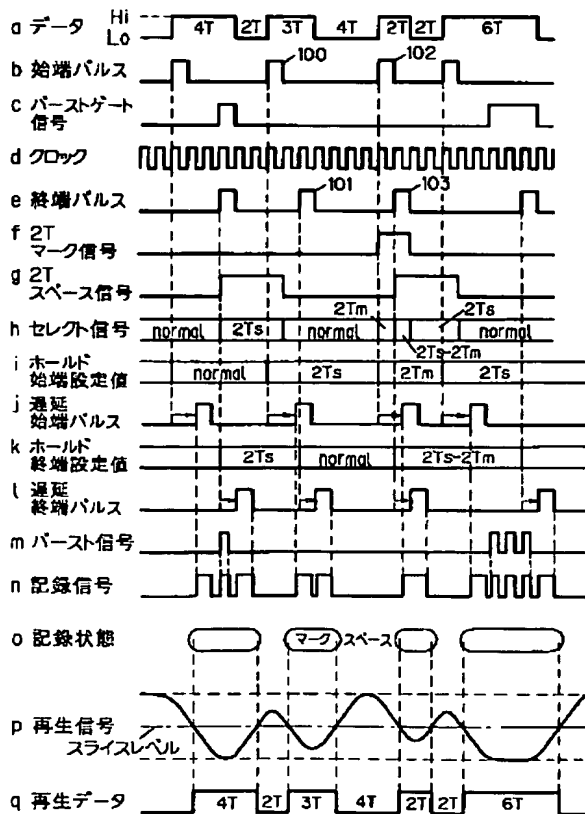 a データ Hi Lo 4T 2T 3T 4T 2T 2T 6T
b 始端パルス 100 102
c バーストゲート
信号
d クロック
e 終端パルス 101 103
f 2T
マーク信号
g 2T
スペース信号
2Tm 2Ts
h セレクト信号 normal 2Ts normal normal
2Ts-2Tm
i ホールド
始端設定値 normal 2Ts 2Tm 2Ts
j 遅延
始端パルス
k ホールド
終端設定値 2Ts normal 2Ts-2Tm
l 遅延
終端パルス
m バースト信号
n 記録信号
o 記録状態 マーク スペース
p 再生信号
スライスレベル
q 再生データ 4T 2T 3T 4T 2T 2T 6T